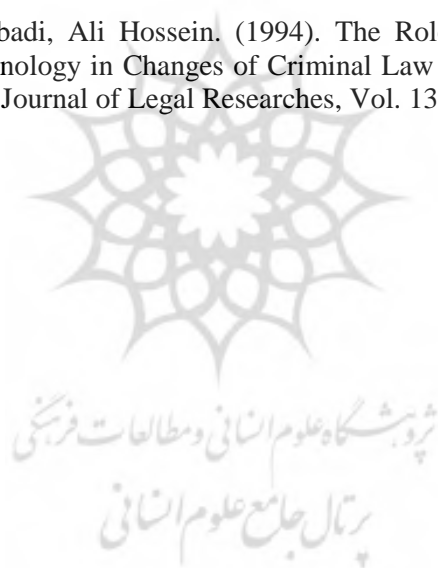 badi, Ali Hossein. (1994). The Rol
nology in Changes of Criminal Law
Journal of Legal Researches, Vol. 13
پژوهشگاه علوم انسانی و مطالعات فرهنگی
پرتال جامع علوم انسانی